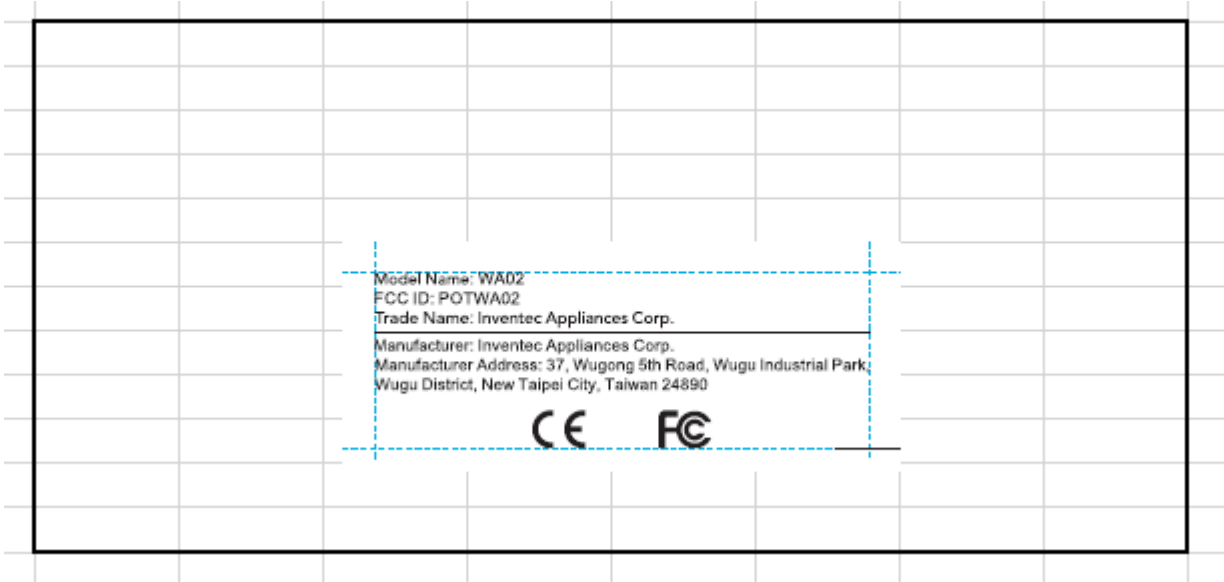 Model Name: WA02
FCC ID: POTWA02
Trade Name: Inventec Appliances Corp.
Manufacturer: Inventec Appliances Corp.
Manufacturer Address: 37, Wugong 5th Road, Wugu Industrial Park,
Wugu District, New Taipei City, Taiwan 24890
CE FC